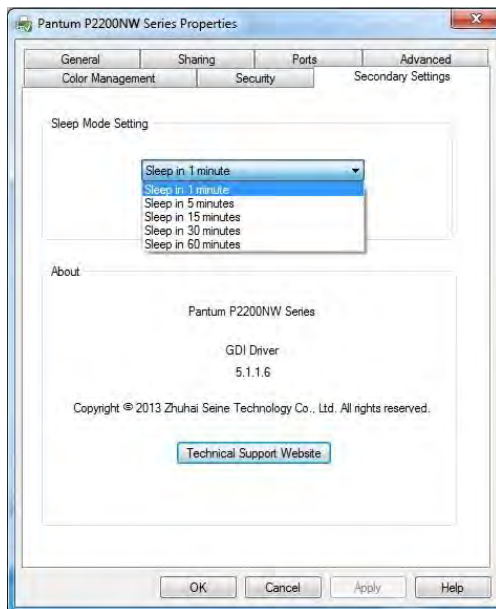 Pantum P2200NW Series Properties
General Sharing Ports Advanced
Color Management Security Secondary Settings
Sleep Mode Setting
Sleep in 1 minute
Sleep in 1 minute
Sleep in 5 minutes
Sleep in 15 minutes
Sleep in 30 minutes
Sleep in 60 minutes
About
Pantum P2200NW Series
GDI Driver
5.1.1.6
Copyright © 2013 Zhuhai Seine Technology Co., Ltd. All rights reserved.
Technical Support Website
OK Cancel Apply Help